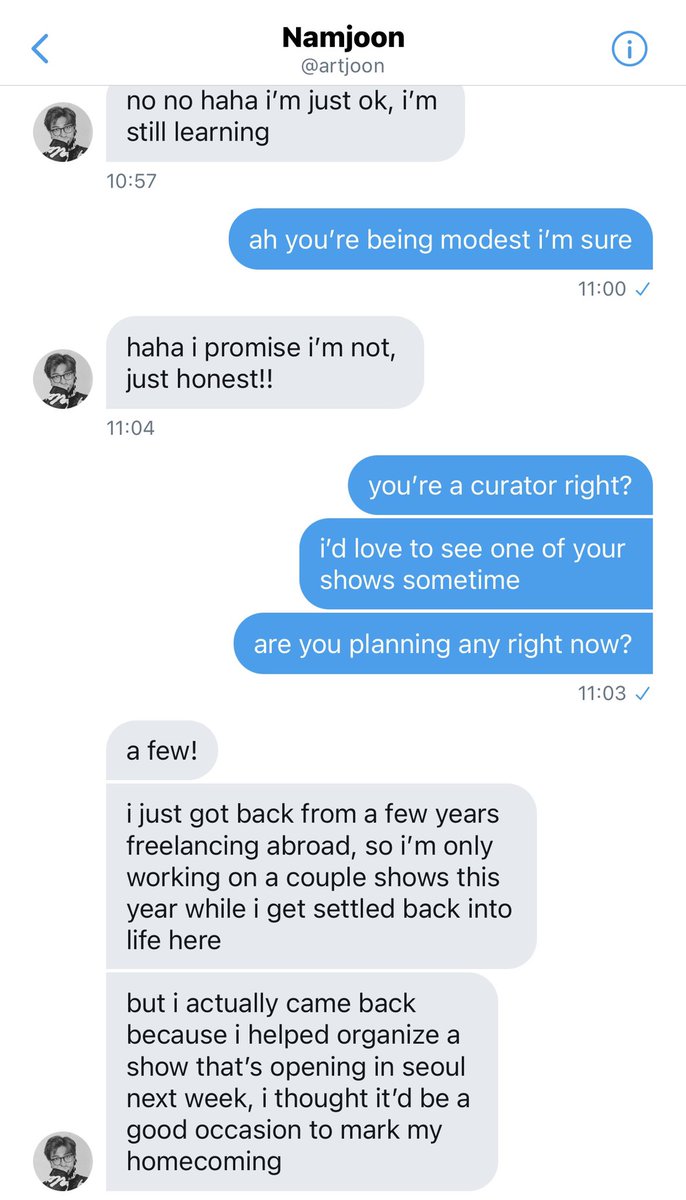 Namjoon
@artjoon
no no haha i'm just ok, i'm
still learning
10:57
ah you're being modest i'm sure
11:00
haha i promise i'm not,
just honest!!
11:04
you're a curator right?
i'd love to see one of your
shows sometime
are you planning any right now?
11:03
a few!
i just got back from a few years
freelancing abroad, so i'm only
working on a couple shows this
year while i get settled back into
life here
but i actually came back
because i helped organize a
show that's opening in seoul
next week, i thought it'd be a
good occasion to mark my
homecoming